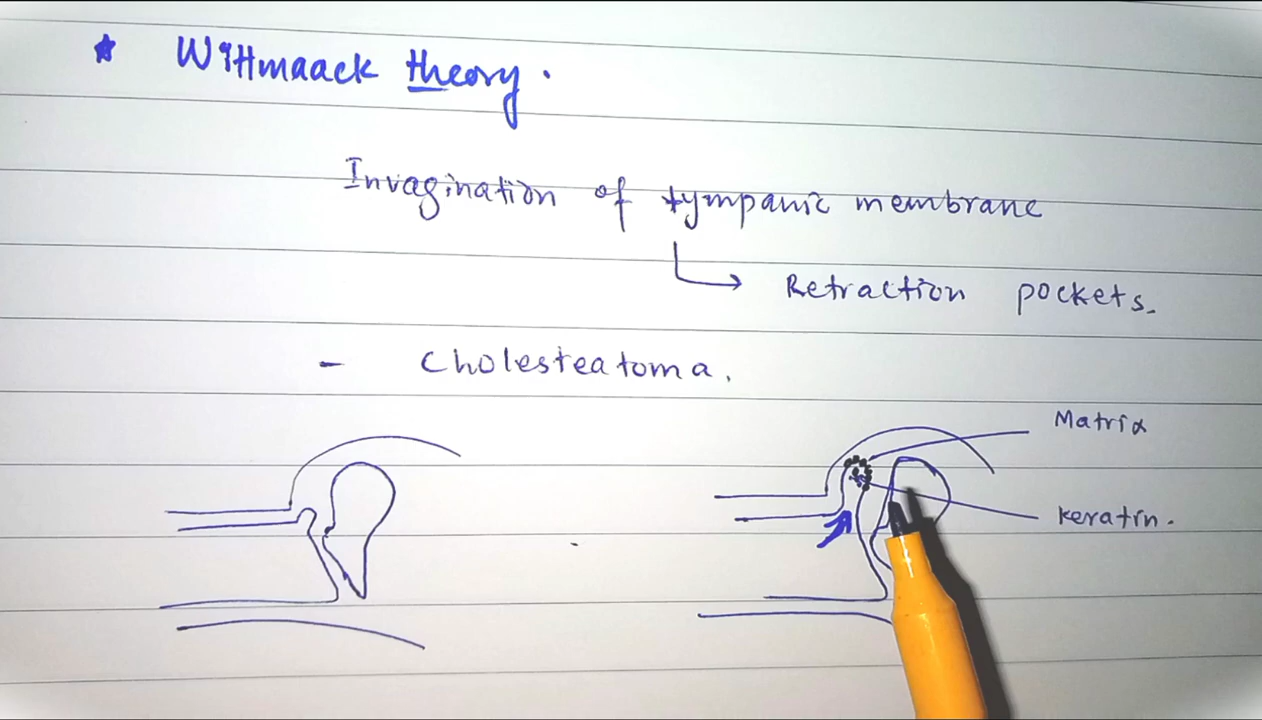 ★ Wittmaack theory.
Invagination of tympanic membrane
↳ Retraction pockets.
- Cholesteatoma.
Matrix
Keratin.